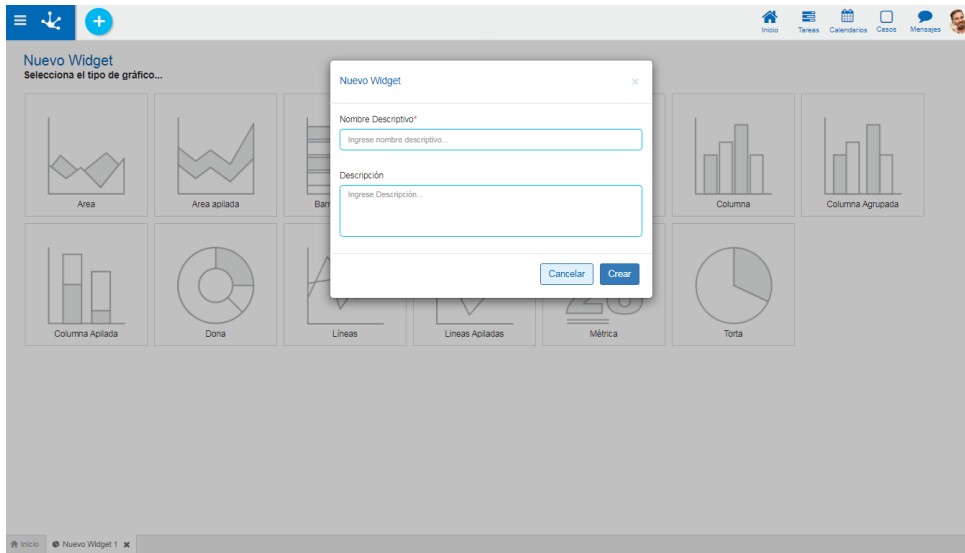 Inicio
Tareas
Calendarios
Casos
Mensajes
Nuevo Widget
Selecciona el tipo de gráfico...
Nuevo Widget
Nombre Descriptivo*
Ingrese nombre descriptivo...
Descripción
Ingrese Descripción...
Cancelar
Crear
Area
Area apilada
Columna
Columna Agrupada
Columna Apilada
Dona
Líneas
Lineas Apiladas
Métrica
Torta
Inicio
Nuevo Widget 1